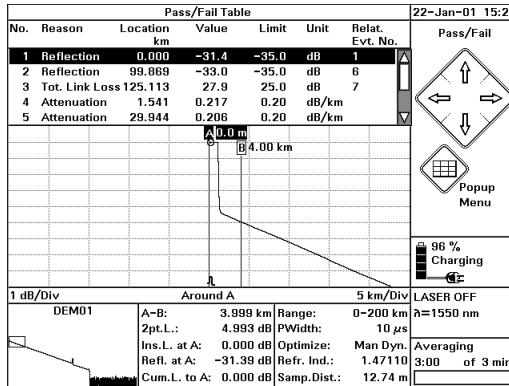 Pass/Fail Table
22-Jan-01 15:2
No. Reason Location km Value Limit Unit Relat. Evt. No.
1 Reflection 0.000 -31.4 -35.0 dB 1
2 Reflection 99.869 -33.0 -35.0 dB 6
3 Tot. Link Loss 125.113 27.9 25.0 dB 7
4 Attenuation 1.541 0.217 0.20 dB/km
5 Attenuation 29.944 0.206 0.20 dB/km
Pass/Fail
A 0.0 m
B 4.00 km
Popup
Menu
96 %
Charging
1 dB/Div Around A 5 km/Div
LASER OFF
λ=1550 nm
DEM01
A-B: 3.999 km Range: 0-200 km
2pt.L.: 4.993 dB PWidth: 10 µs
Ins.L. at A: 0.000 dB Optimize: Man Dyn.
Refl. at A: -31.39 dB Refr. Ind.: 1.47110
Cum.L. to A: 0.000 dB Samp.Dist.: 12.74 m
Averaging
3:00 of 3 min